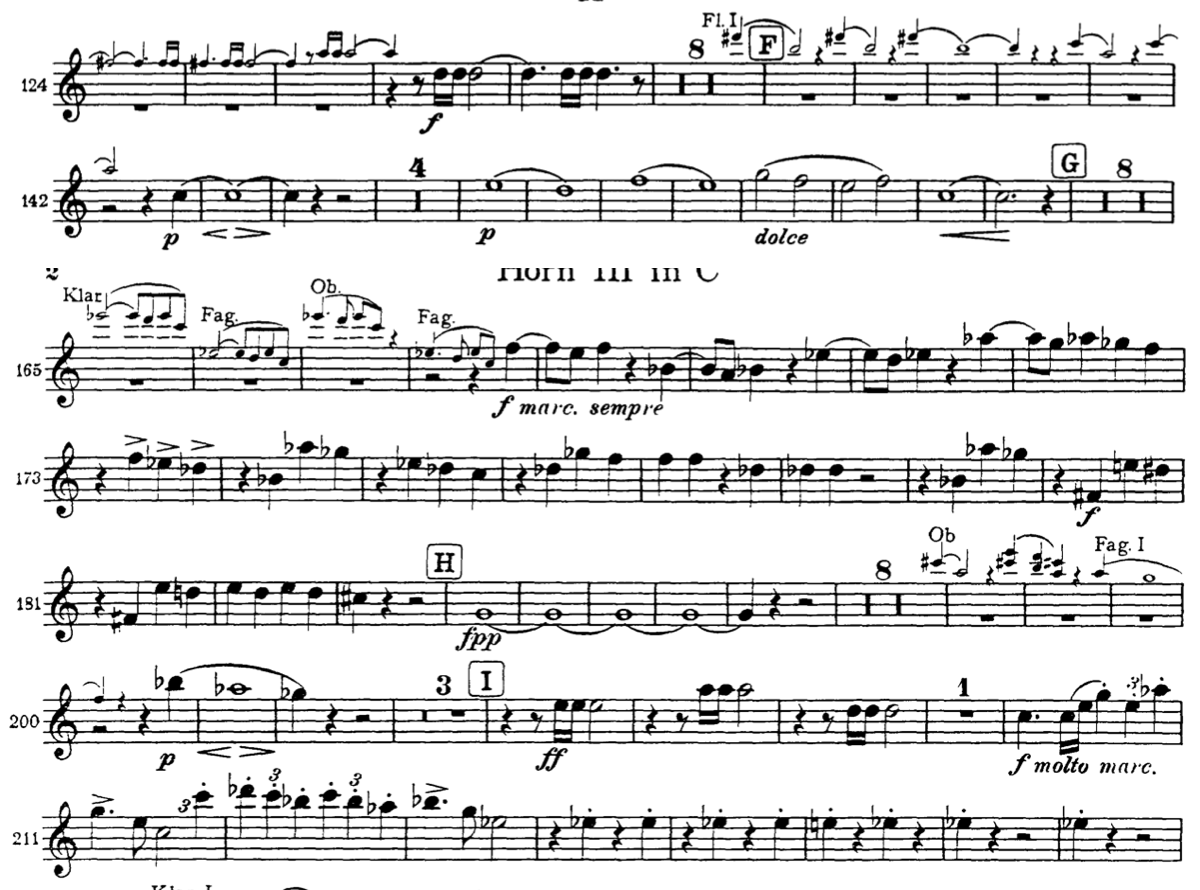 Fl. I
8 F
124
f
4 G 8
142
p p dolce
2 Horn III in C
Klar. Fag. Ob. Fag.
165
f marc. sempre
173
f
H 8 Ob Fag. I
181
fpp
3 I 1 3
200
p ff f molto marc.
3 3 3
211
Klar. I